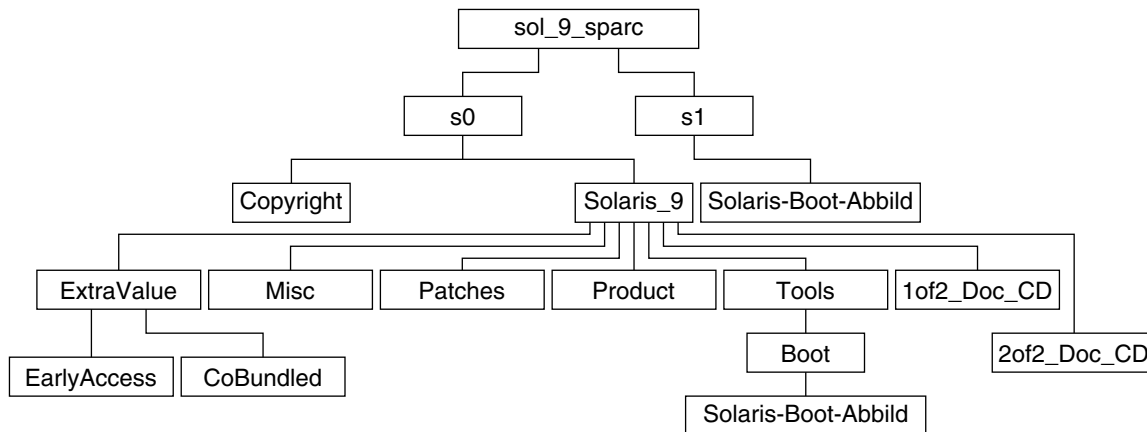 sol_9_sparc
s0
s1
Copyright
Solaris_9
Solaris-Boot-Abbild
ExtraValue
Misc
Patches
Product
Tools
1of2_Doc_CD
EarlyAccess
CoBundled
Boot
2of2_Doc_CD
Solaris-Boot-Abbild